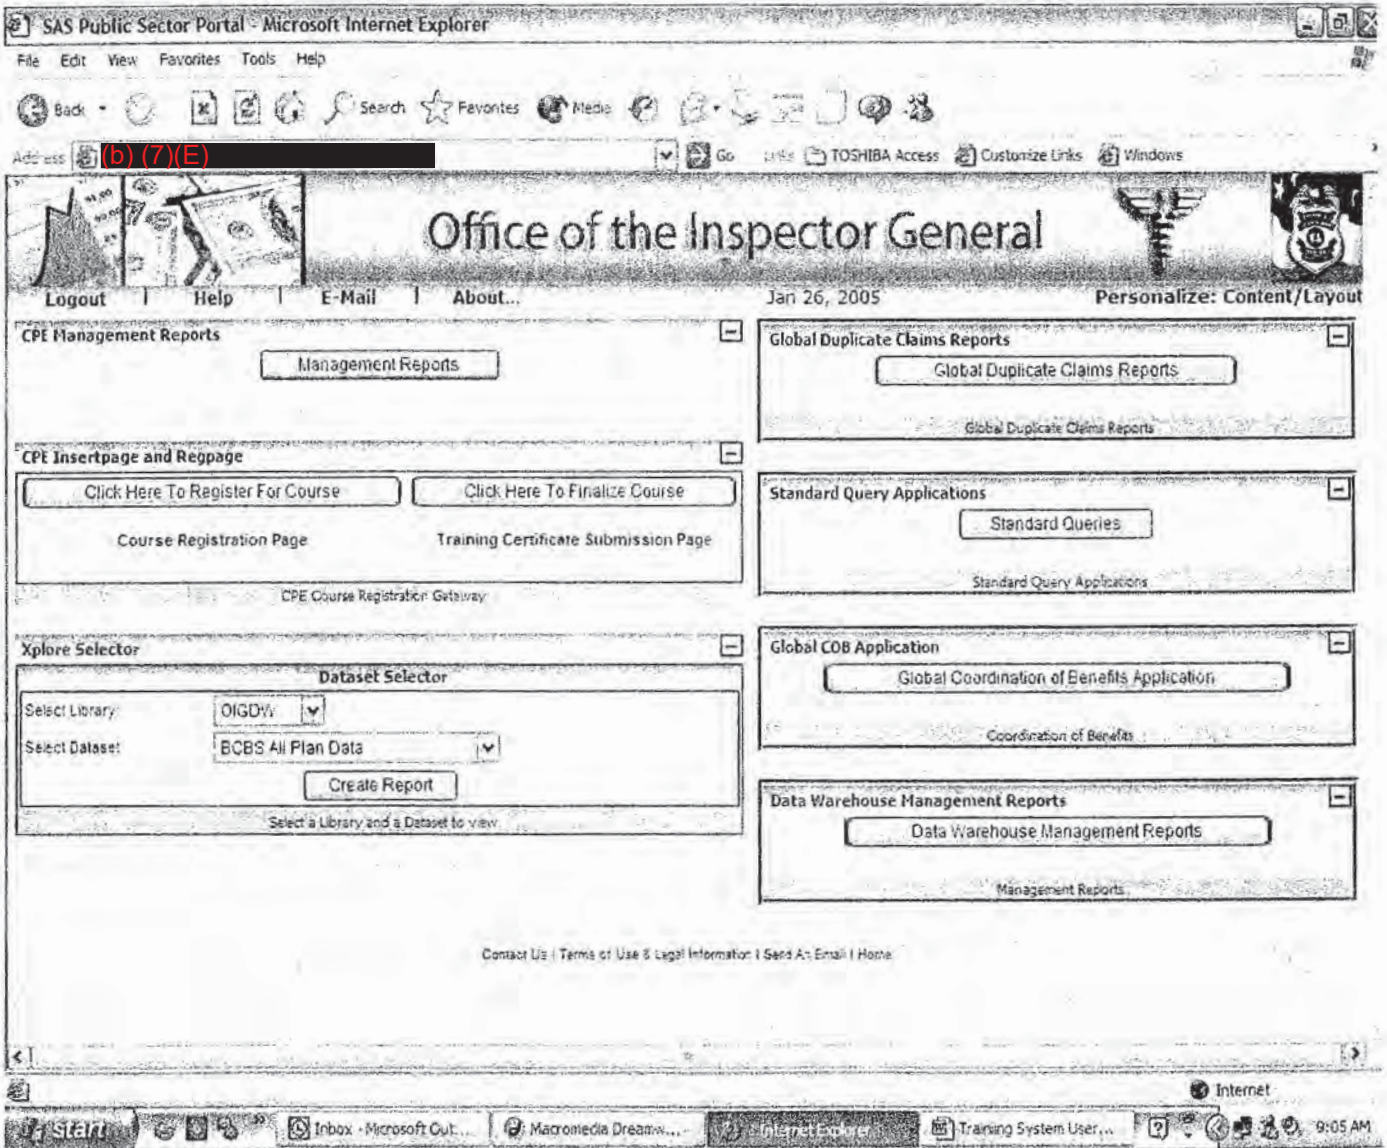 SAS Public Sector Portal - Microsoft Internet Explorer
File Edit View Favorites Tools Help
Back Search Favorites Media
Address (b) (7)(E) Go Links TOSHIBA Access Customize Links Windows
Office of the Inspector General
Logout | Help | E-Mail | About... Jan 26, 2005 Personalize: Content/Layout
CPE Management Reports
Management Reports
CPE Insertpage and Regpage
Click Here To Register For Course Click Here To Finalize Course
Course Registration Page Training Certificate Submission Page
CPE Course Registration Gateway
Xplore Selector
Dataset Selector
Select Library OIGDW
Select Dataset BCBS All Plan Data
Create Report
Select a Library and a Dataset to view
Global Duplicate Claims Reports
Global Duplicate Claims Reports
Global Duplicate Claims Reports
Standard Query Applications
Standard Queries
Standard Query Applications
Global COB Application
Global Coordination of Benefits Application
Coordination of Benefits
Data Warehouse Management Reports
Data Warehouse Management Reports
Management Reports
Contact Us | Terms of Use & Legal Information | Send An Email | Home
Internet
start Inbox - Microsoft Out... Macromedia Dreamw... Internet Explorer Training System User... 9:05 AM